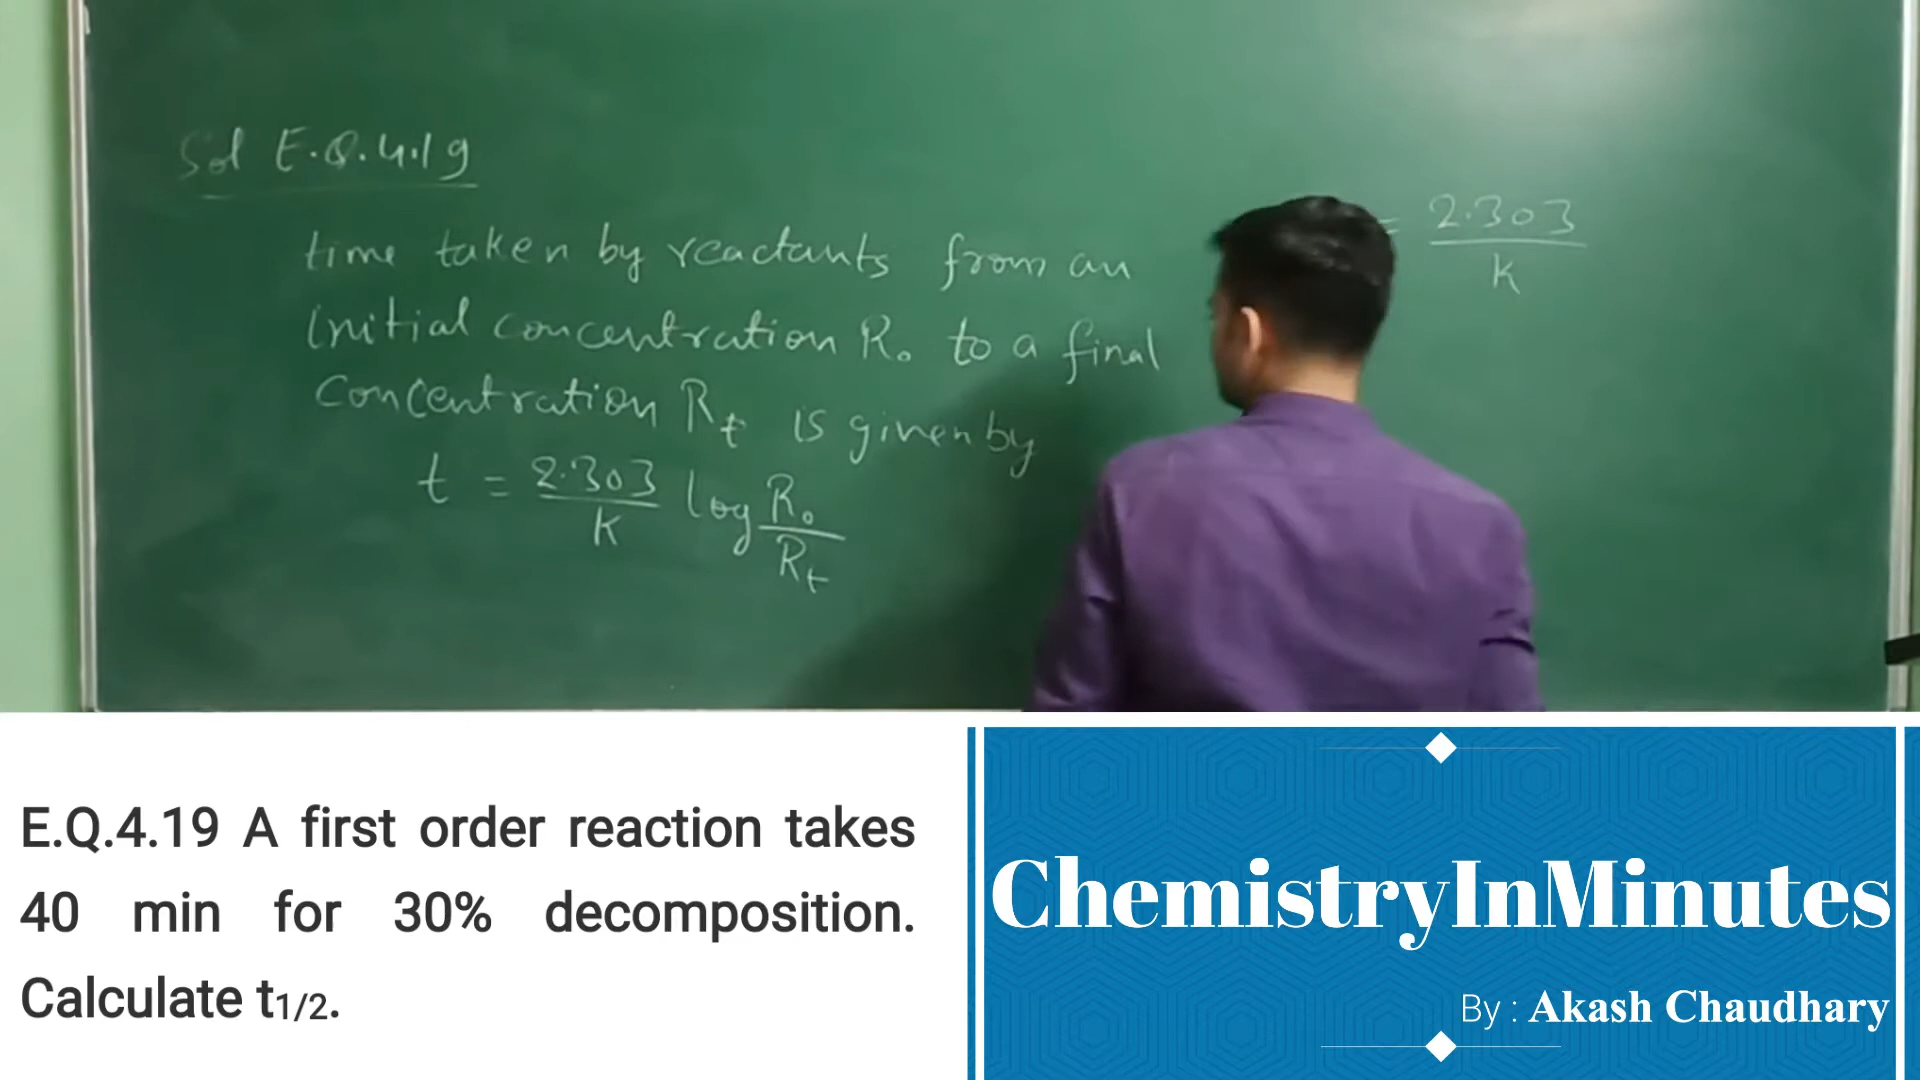 Sol E.Q.4.19
time taken by reactants from an
initial concentration R₀ to a final
concentration Rt is given by
t = 2.303/K log R₀/Rt
= 2.303/K
E.Q.4.19 A first order reaction takes
40 min for 30% decomposition.
Calculate t1/2.
ChemistryInMinutes
By : Akash Chaudhary